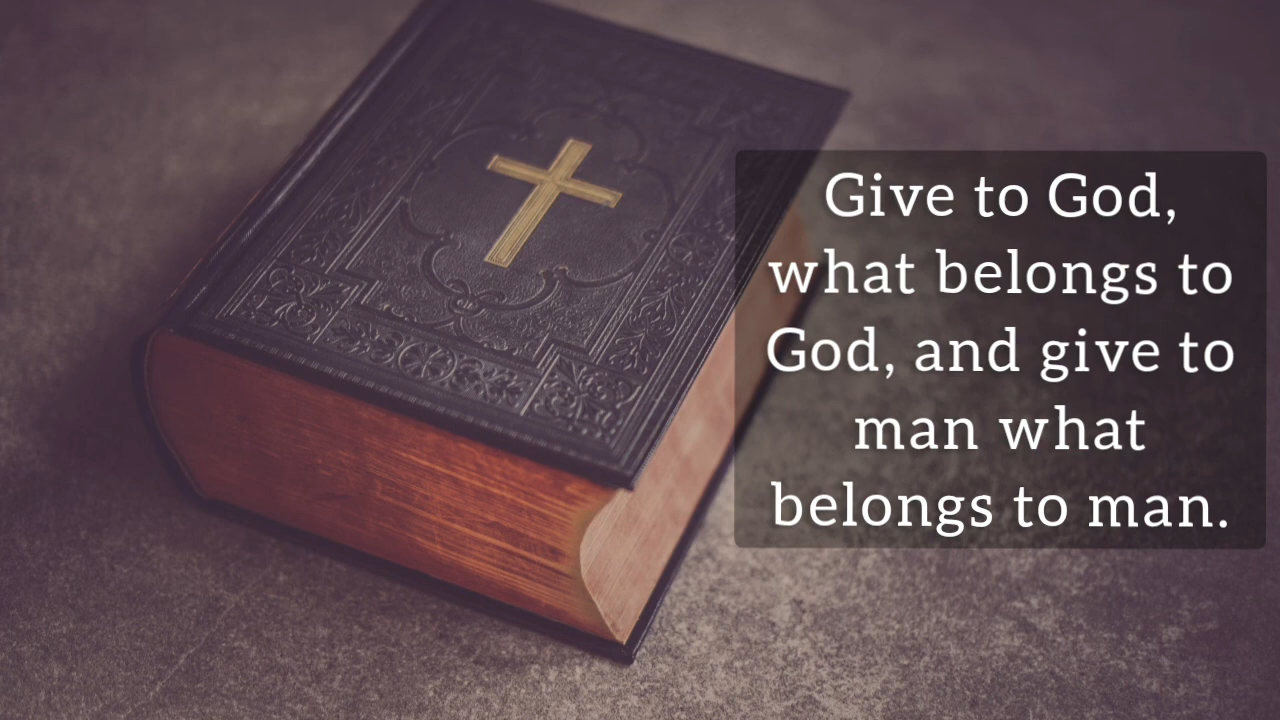 Give to God,
what belongs to
God, and give to
man what
belongs to man.